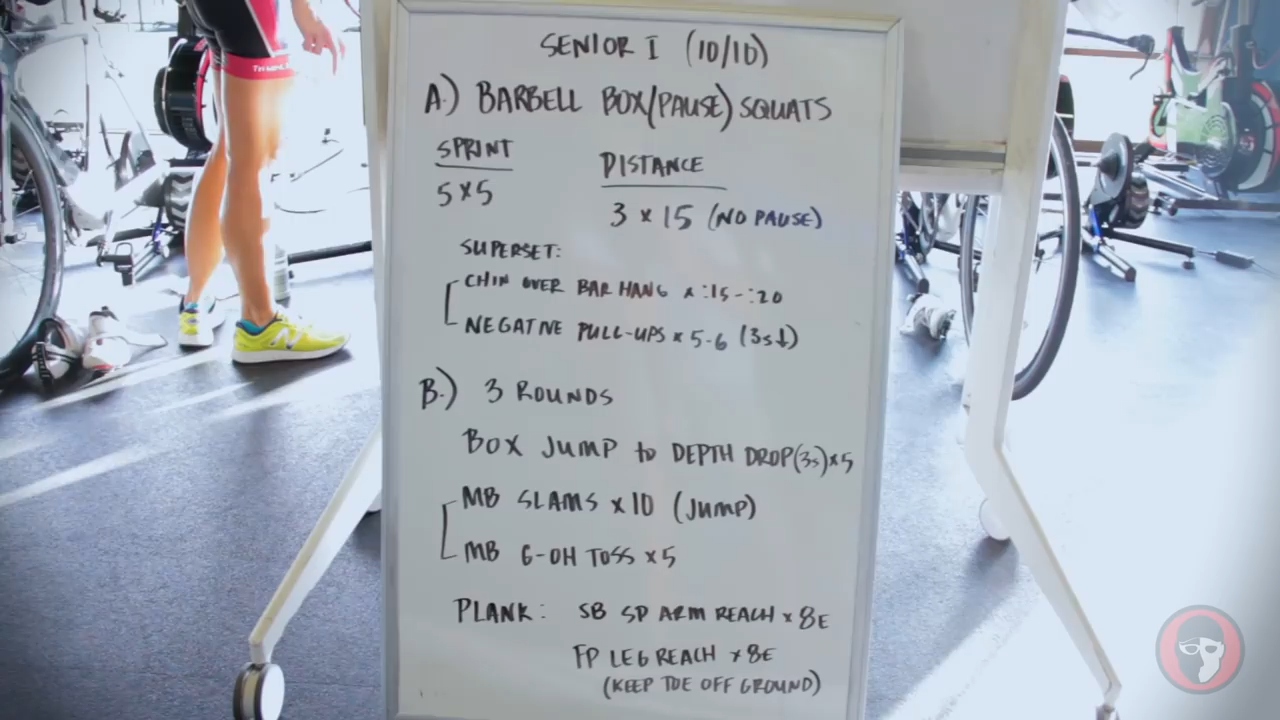 SENIOR I (10/10)
A.) BARBELL BOX/(PAUSE) SQUATS
SPRINT
5 x 5
DISTANCE
3 x 15 (NO PAUSE)
SUPERSET:
CHIN OVER BAR HANG x :15-:20
NEGATIVE PULL-UPS x 5-6 (3s↓)
B.) 3 ROUNDS
BOX JUMP to DEPTH DROP (3s) x 5
MB SLAMS x 10 (JUMP)
MB G-OH TOSS x 5
PLANK: SB SP ARM REACH x 8E
FP LEG REACH x 8E
(KEEP TOE OFF GROUND)